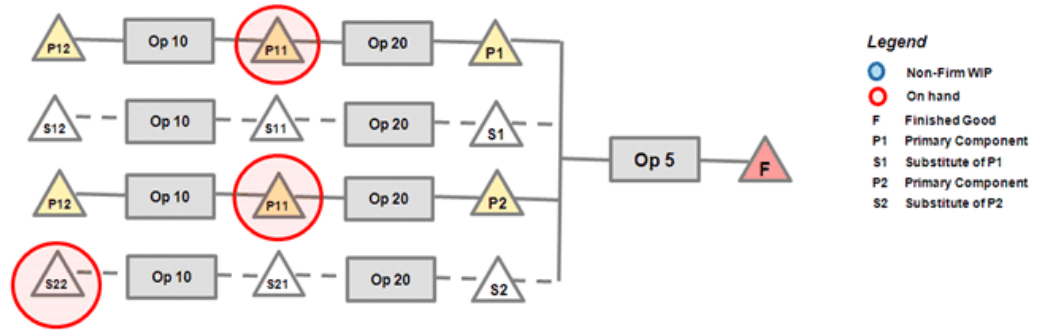 P12 Op 10 P11 Op 20 P1
S12 Op 10 S11 Op 20 S1
Op 5 F
P12 Op 10 P11 Op 20 P2
S22 Op 10 S21 Op 20 S2
Legend
Non-Firm WIP
On hand
F Finished Good
P1 Primary Component
S1 Substitute of P1
P2 Primary Component
S2 Substitute of P2